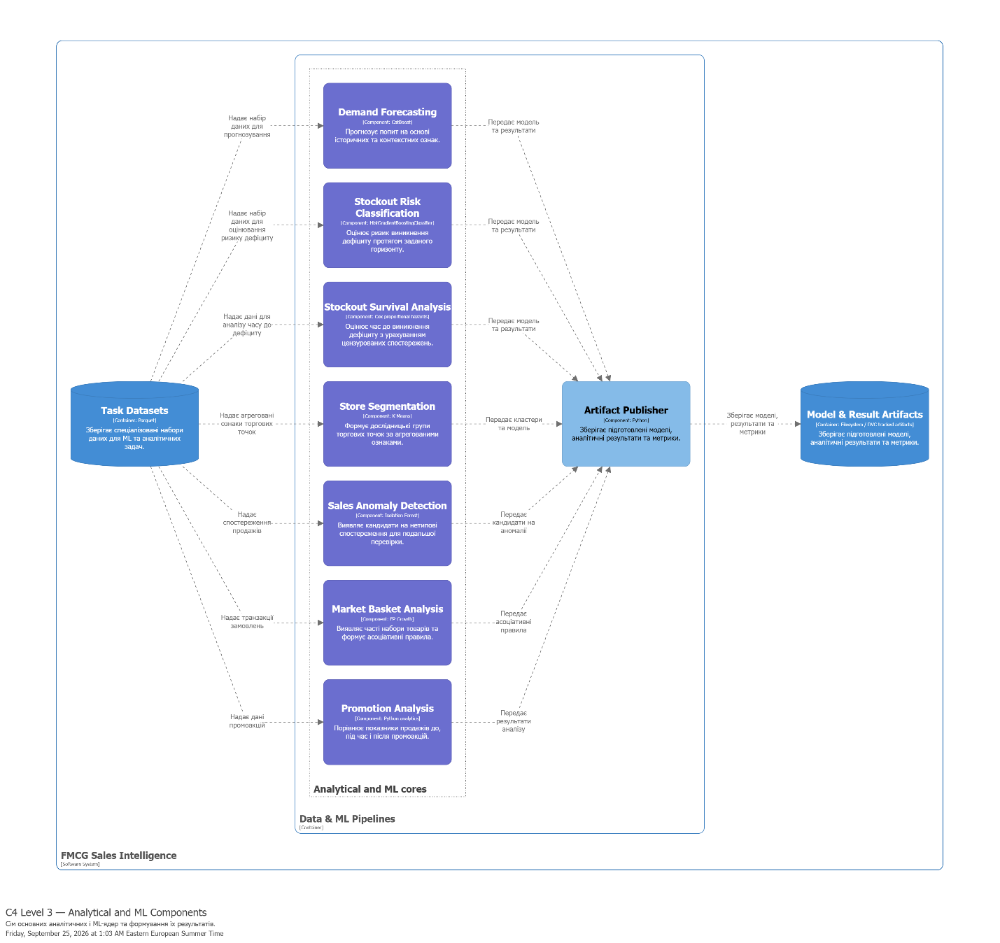 Надає набір
даних для
прогнозування
Demand Forecasting
[Component: CatBoost]
Прогнозує попит на основі
історичних та контекстних ознак.
Передає модель
та результати
Надає набір
даних для
оцінювання
ризику дефіциту
Stockout Risk
Classification
[Component: HistGradientBoostingClassifier]
Оцінює ризик виникнення
дефіциту протягом заданого
горизонту.
Передає модель
та результати
Надає дані для
аналізу часу до
дефіциту
Stockout Survival Analysis
[Component: Cox proportional hazards]
Оцінює час до виникнення
дефіциту з урахуванням
цензурованих спостережень.
Передає модель
та результати
Task Datasets
[Container: Parquet]
Зберігає спеціалізовані набори
даних для ML та аналітичних
задач.
Надає агреговані
ознаки торгових
точок
Store Segmentation
[Component: K Means]
Формує дослідницькі групи
торгових точок за агрегованими
ознаками.
Передає кластери
та модель
Artifact Publisher
[Component: Python]
Зберігає підготовлені моделі,
аналітичні результати та метрики.
Зберігає моделі,
результати та
метрики
Model & Result Artifacts
[Container: Filesystem / DVC tracked artifacts]
Зберігає підготовлені моделі,
аналітичні результати та метрики.
Надає
спостереження
продажів
Sales Anomaly Detection
[Component: Isolation Forest]
Виявляє кандидати на нетипові
спостереження для подальшої
перевірки.
Передає
кандидати на
аномалії
Надає транзакції
замовлень
Market Basket Analysis
[Component: FP Growth]
Виявляє часті набори товарів та
формує асоціативні правила.
Передає
асоціативні
правила
Надає дані
промоакцій
Promotion Analysis
[Component: Python analytics]
Порівнює показники продажів до,
під час і після промоакцій.
Передає
результати
аналізу
Analytical and ML cores
Data & ML Pipelines
[Container]
FMCG Sales Intelligence
[Software System]
C4 Level 3 — Analytical and ML Components
Сім основних аналітичних і ML-ядер та формування їх результатів.
Friday, September 25, 2026 at 1:03 AM Eastern European Summer Time